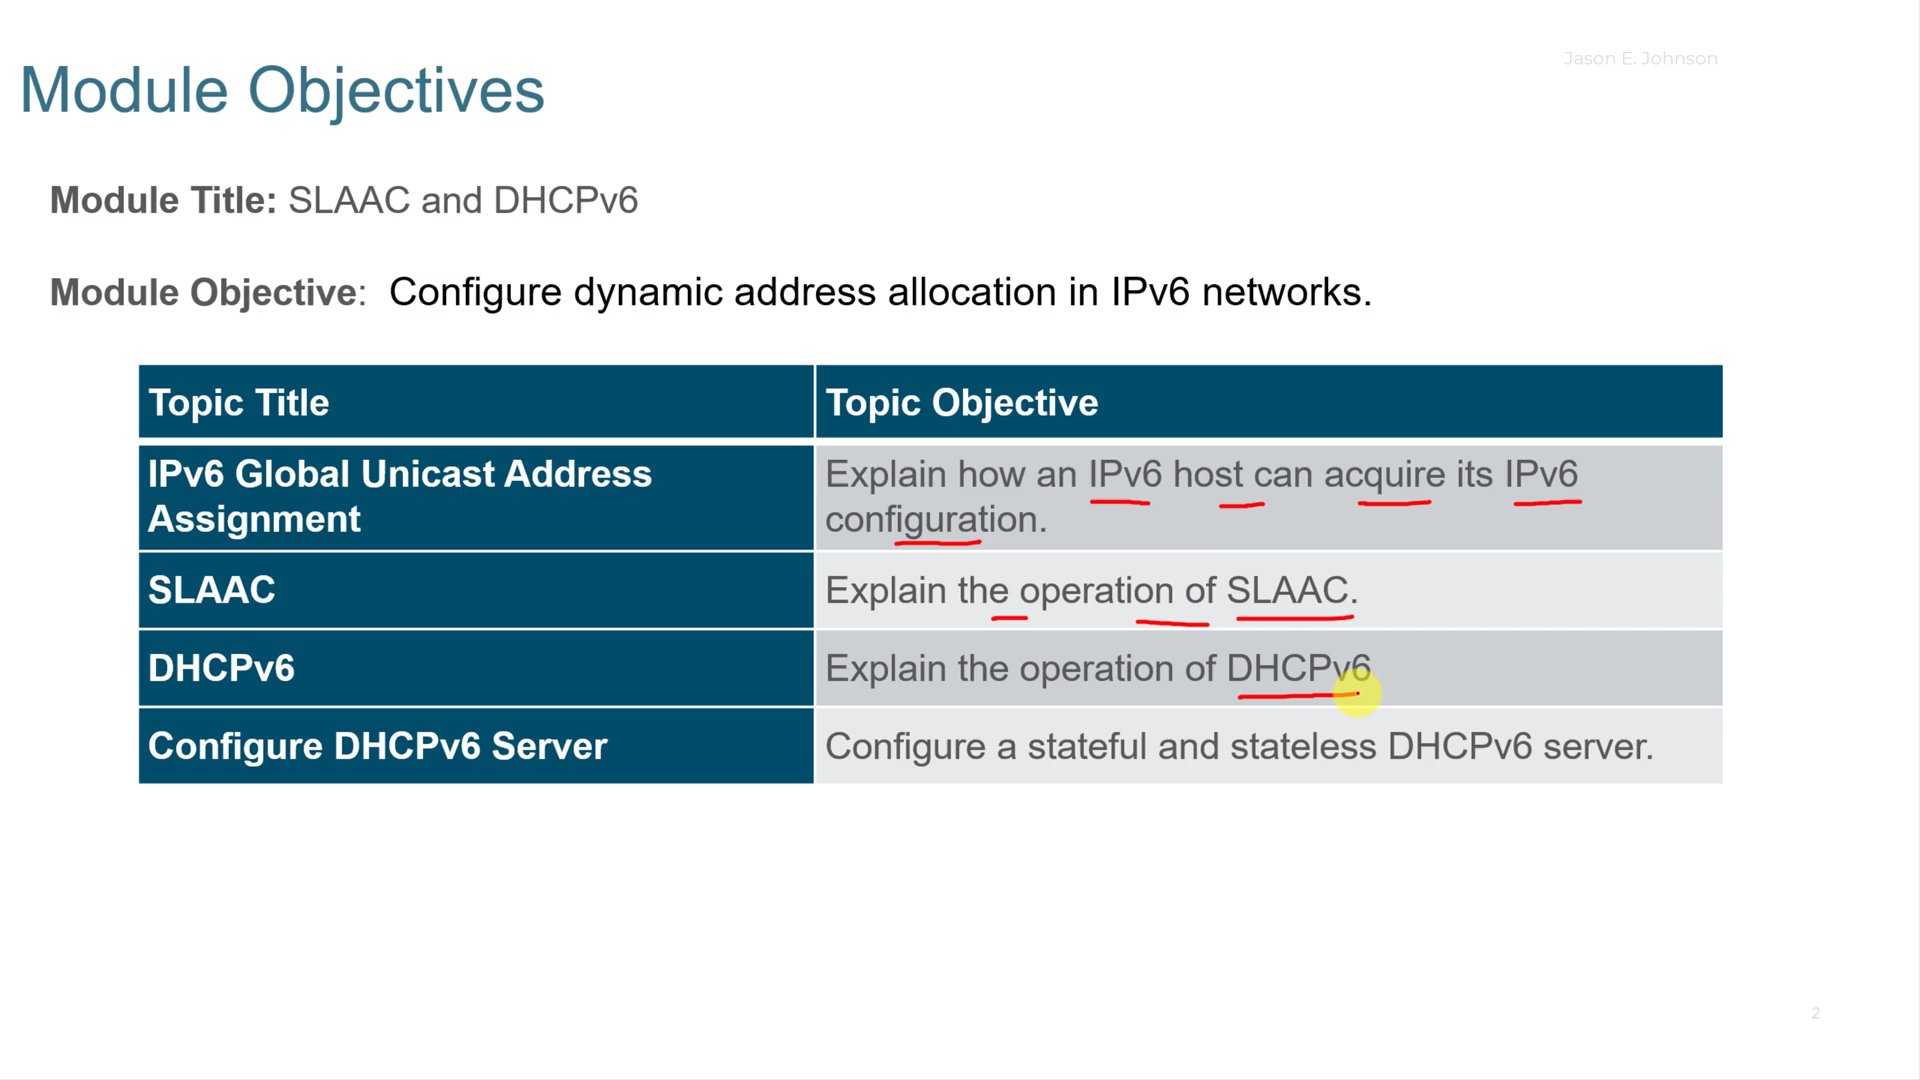 Jason E. Johnson
Module Objectives
Module Title: SLAAC and DHCPv6
Module Objective:  Configure dynamic address allocation in IPv6 networks.
Topic Title
Topic Objective
IPv6 Global Unicast Address
Assignment
Explain how an IPv6 host can acquire its IPv6
configuration.
SLAAC
Explain the operation of SLAAC.
DHCPv6
Explain the operation of DHCPv6
Configure DHCPv6 Server
Configure a stateful and stateless DHCPv6 server.
2